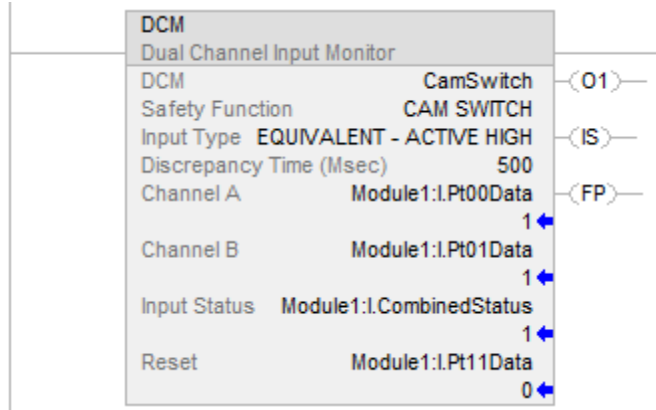 DCM
Dual Channel Input Monitor
DCM CamSwitch (O1)
Safety Function CAM SWITCH
Input Type EQUIVALENT - ACTIVE HIGH (IS)
Discrepancy Time (Msec) 500
Channel A Module1:I.Pt00Data (FP)
1
Channel B Module1:I.Pt01Data
1
Input Status Module1:I.CombinedStatus
1
Reset Module1:I.Pt11Data
0